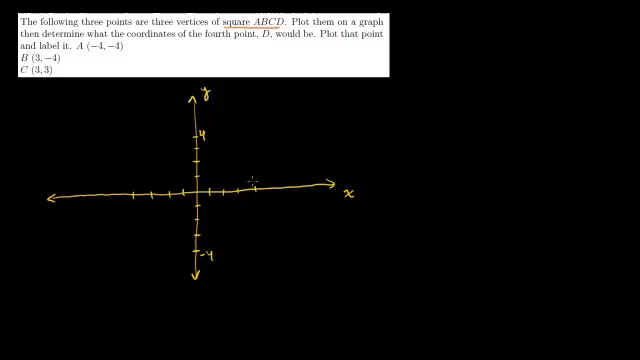 The following three points are three vertices of square ABCD. Plot them on a graph
then determine what the coordinates of the fourth point, D, would be. Plot that point
and label it. A (−4, −4)
B (3, −4)
C (3, 3)
y
4
x
-4